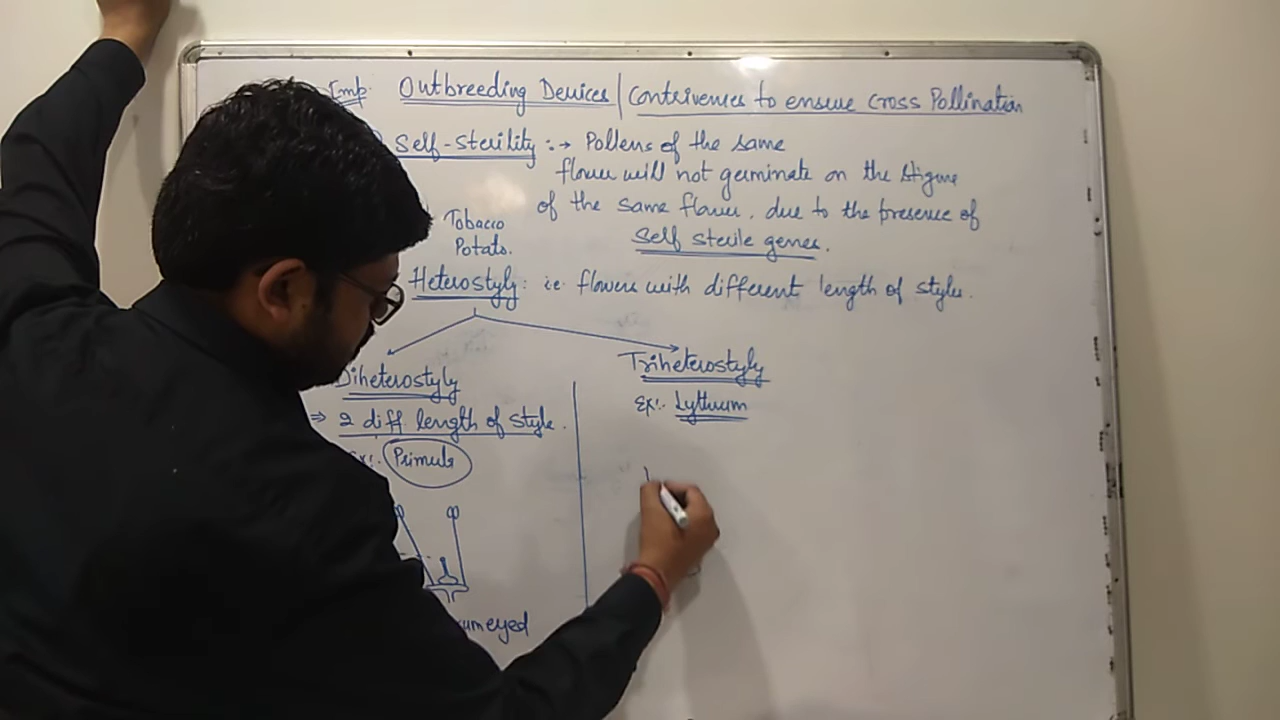 Imp. Outbreeding Devices / Contrivences to ensure Cross Pollination
Self-Sterility :→ Pollens of the same
flower will not germinate on the Stigma
of the same flower, due to the presence of
Self sterile genes.
Tobacco
Potato.
Heterostyly: i.e. flowers with different length of styles.
Diheterostyly
⇒ 2 diff. length of style.
Ex:. Primula
eyed
Triheterostyly
Ex:. Lythrum